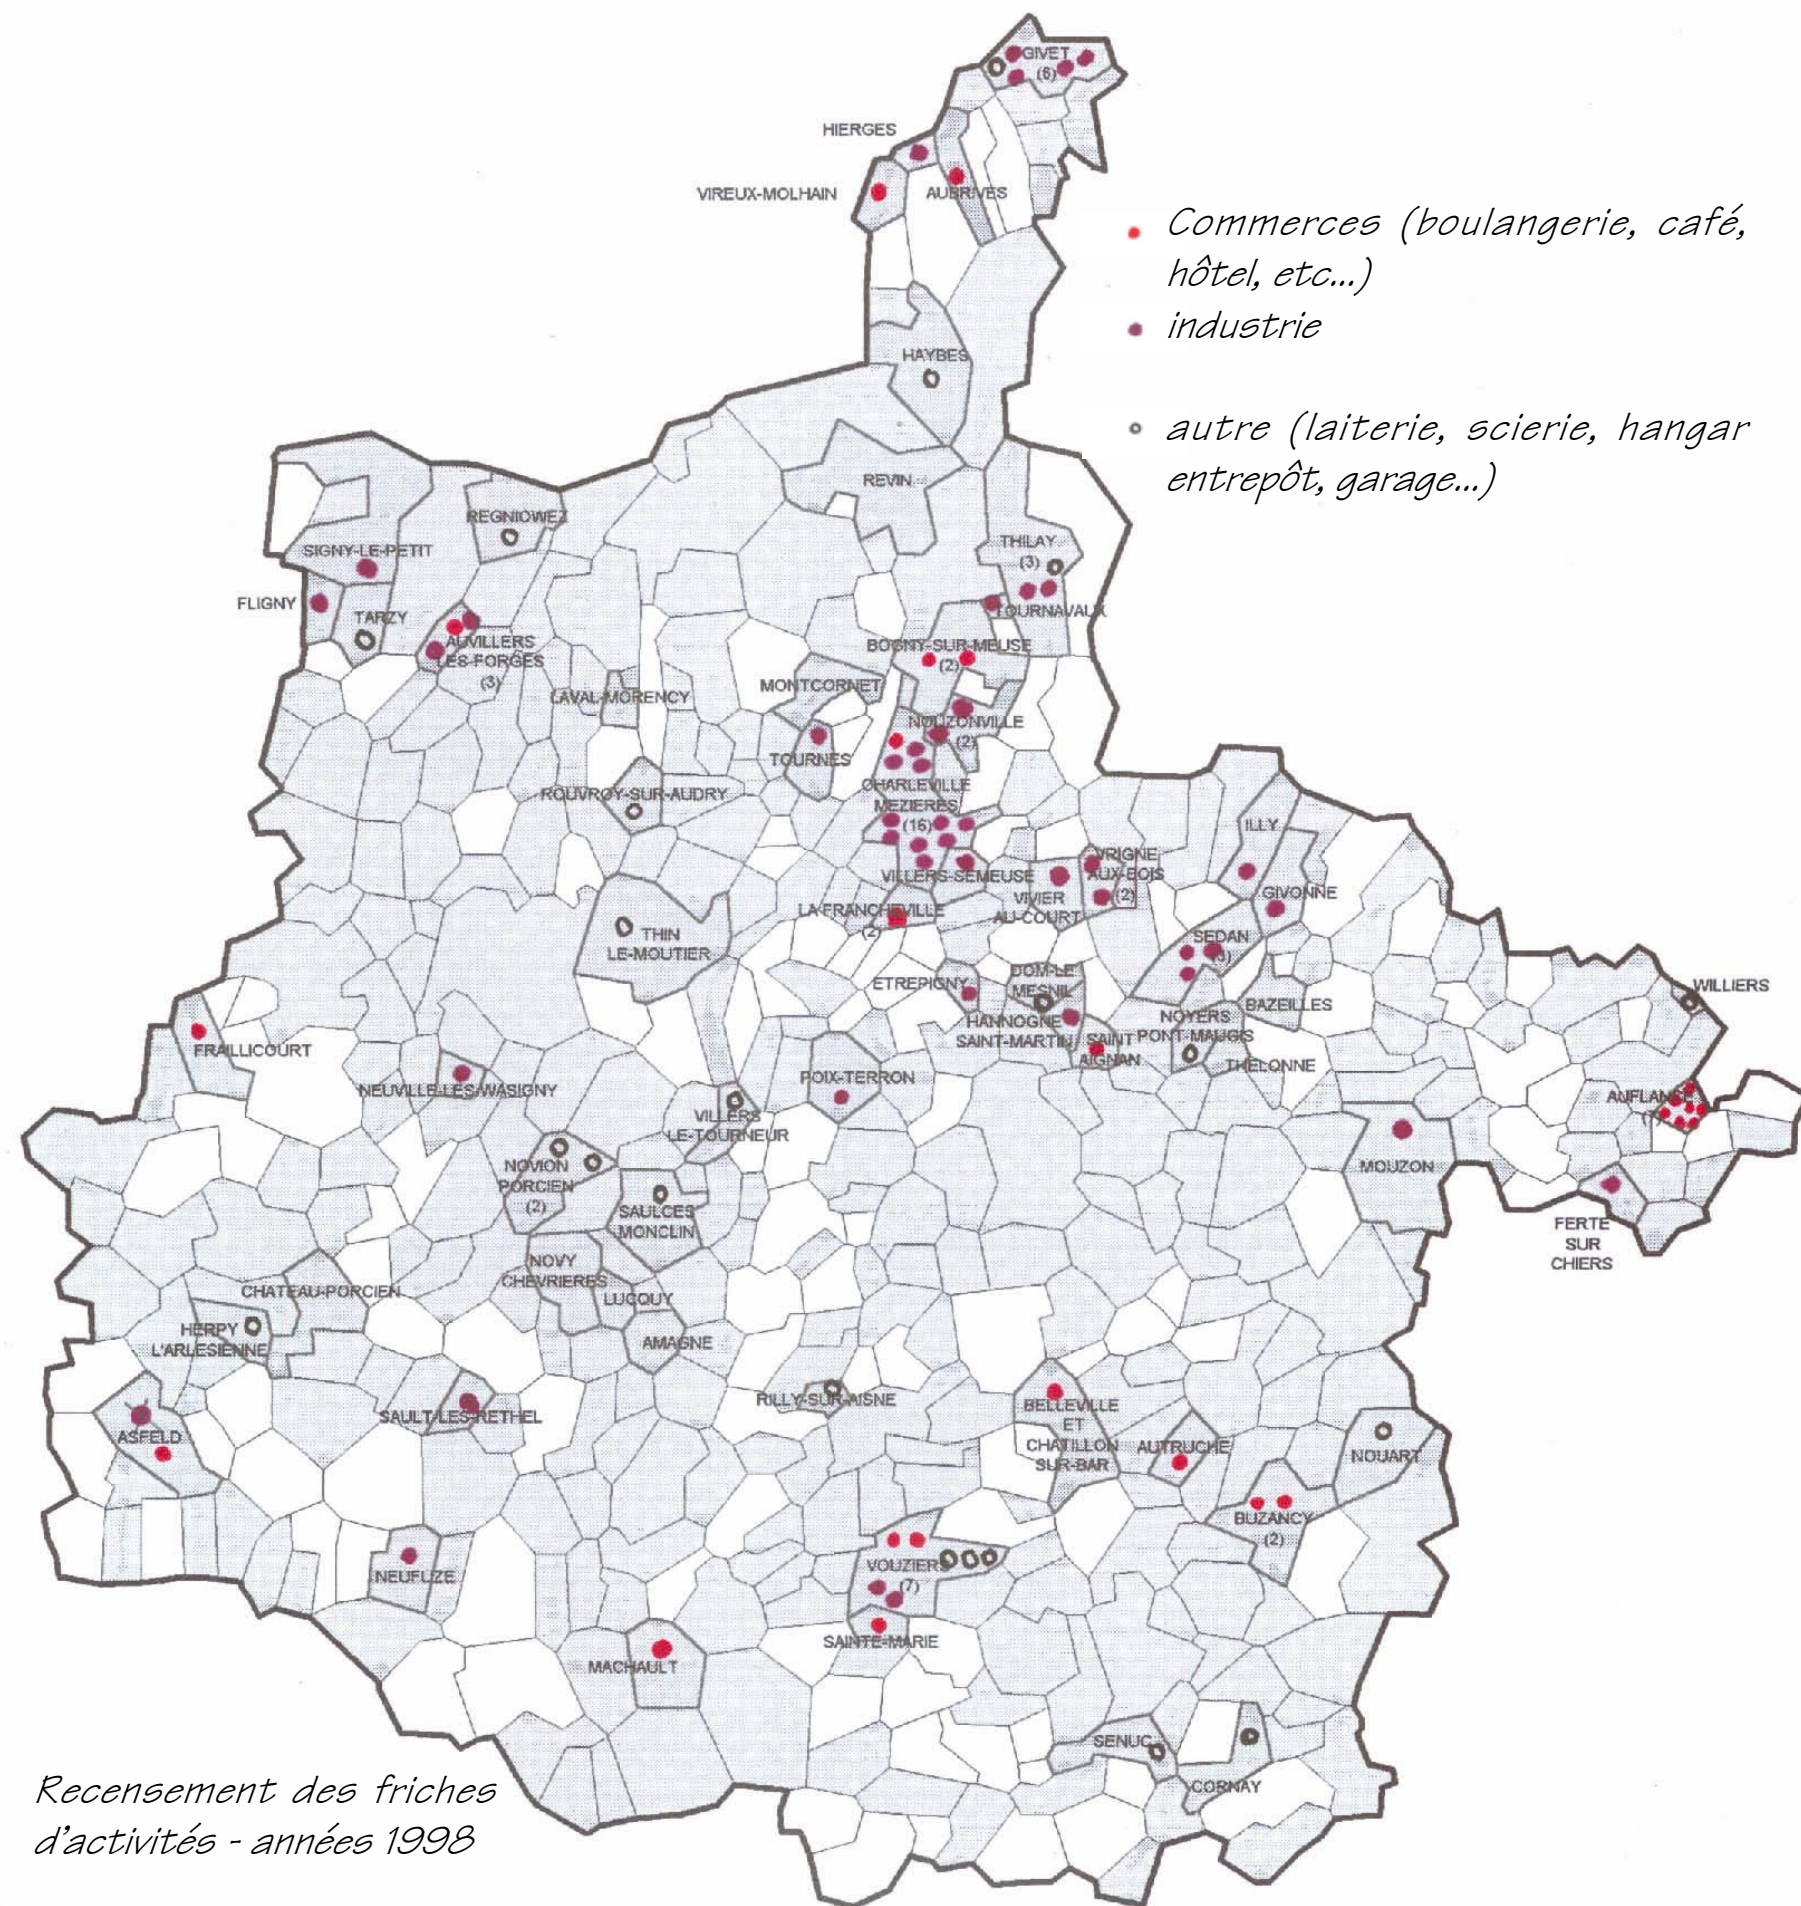 GIVET
(6)
HIERGES
VIREUX-MOLHAIN
AUBRIVES
Commerces (boulangerie, café,
hôtel, etc...)
industrie
autre (laiterie, scierie, hangar
entrepôt, garage...)
HAYBES
REVIN
REGNIOWEZ
SIGNY-LE-PETIT
THILAY
(3)
FLIGNY
TARZY
TOURNAVAUX
AUVILLERS
LES-FORGES
(3)
BOGNY-SUR-MEUSE
(2)
MONTCORNET
LAVAL-MORENCY
NOUZONVILLE
(2)
TOURNES
CHARLEVILLE
MEZIERES
(16)
ROUVROY-SUR-AUDRY
ILLY
VRIGNE
AUX-BOIS
(2)
VILLERS-SEMEUSE
VIVIER
AU-COURT
GIVONNE
LA-FRANCHEVILLE
(2)
THIN
LE-MOUTIER
SEDAN
(3)
ETREPIGNY
DOM-LE
MESNIL
WILLIERS
BAZEILLES
HANNOGNE
SAINT-MARTIN
SAINT
AIGNAN
NOYERS
PONT-MAUGIS
THELONNE
FRAILLICOURT
NEUVILLE-LES-WASIGNY
POIX-TERRON
AUFLANCE
(7)
VILLERS
LE-TOURNEUR
MOUZON
NOVION
PORCIEN
(2)
SAULCES
MONCLIN
FERTE
SUR
CHIERS
NOVY
CHEVRIERES
CHATEAU-PORCIEN
LUCQUY
HERPY
L'ARLESIENNE
AMAGNE
RILLY-SUR-AISNE
SAULT-LES-RETHEL
ASFELD
BELLEVILLE
ET
CHATILLON
SUR-BAR
AUTRUCHE
NOUART
BUZANCY
(2)
VOUZIERS
(7)
NEUFLIZE
SAINTE-MARIE
MACHAULT
SENUC
CORNAY
Recensement des friches
d'activités - années 1998